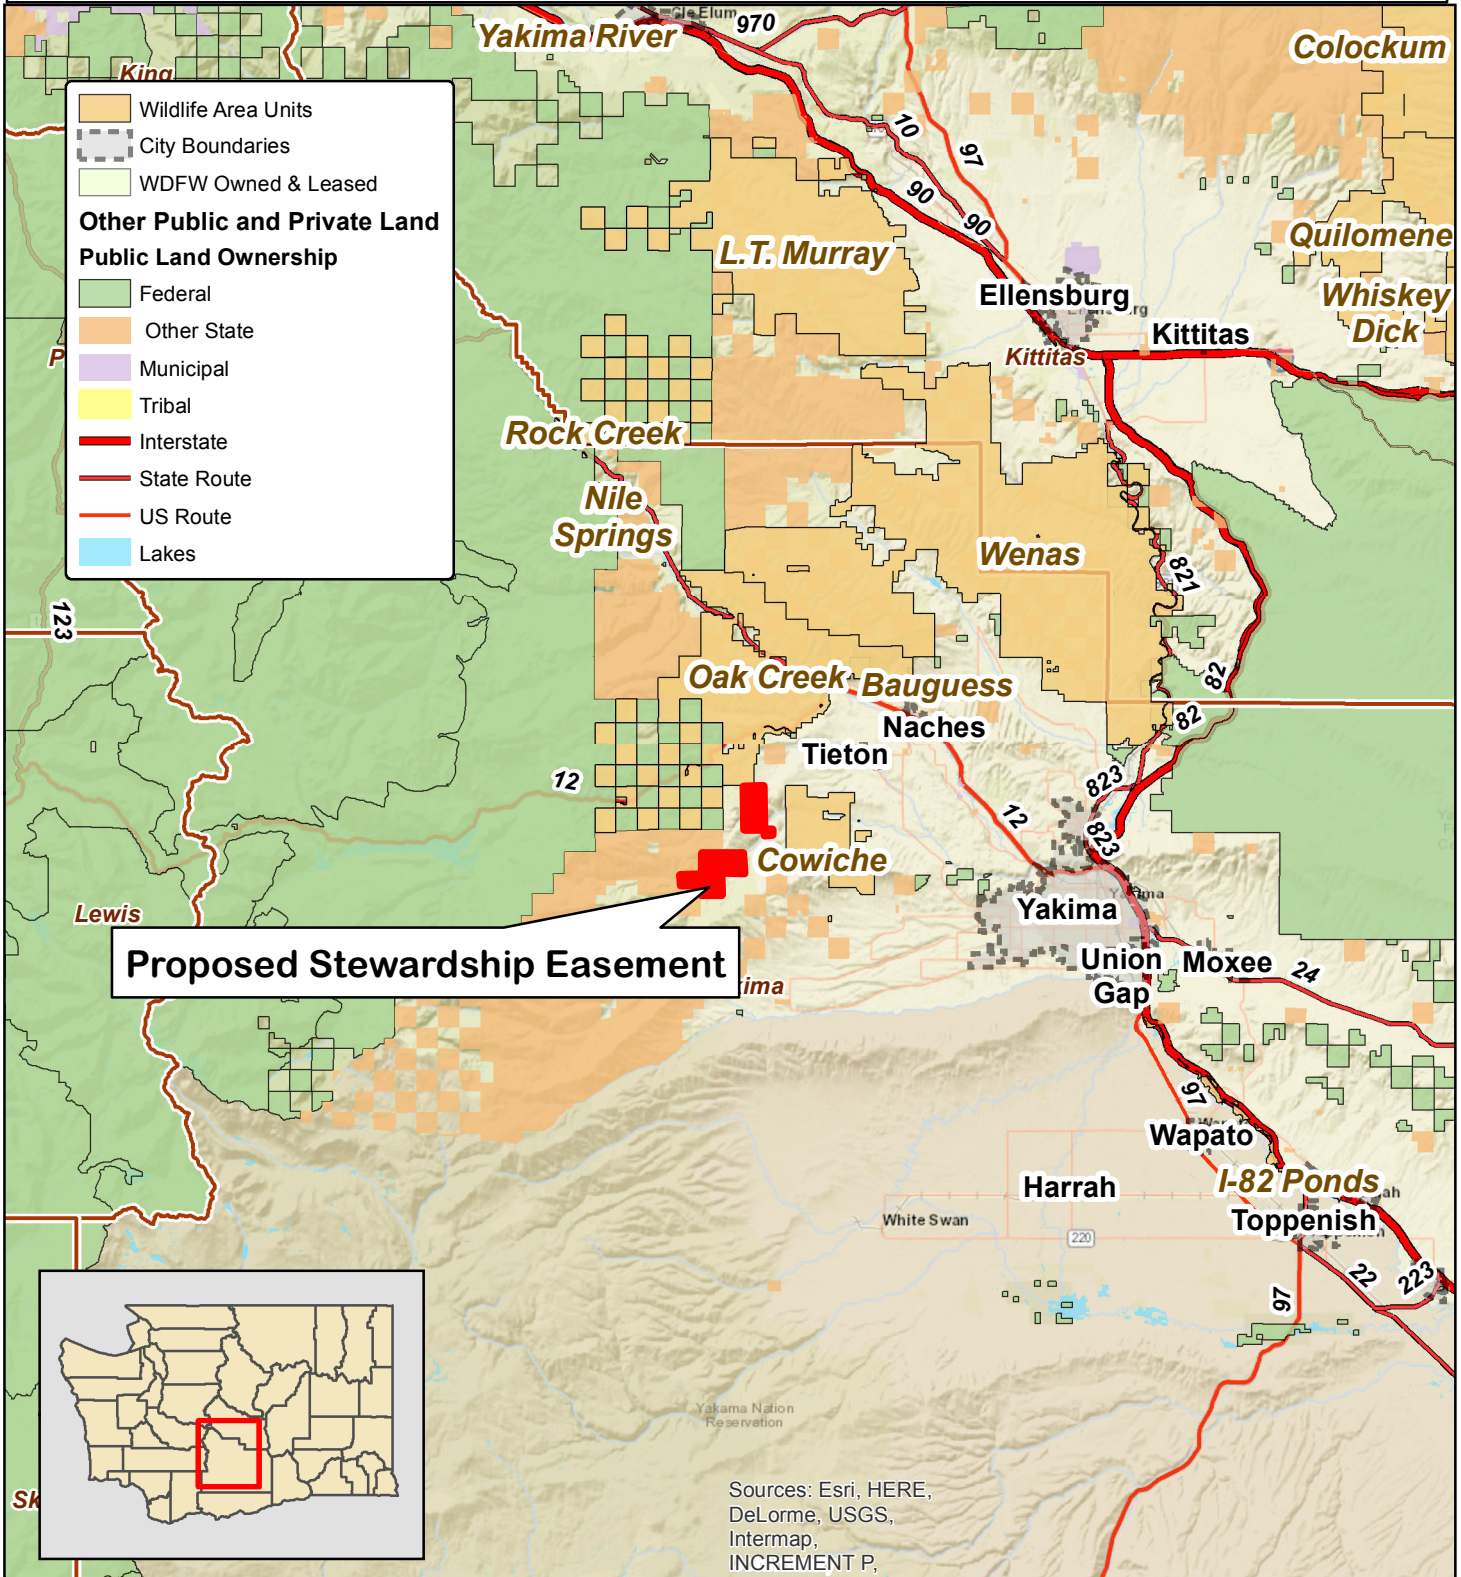 Cle Elum
970
Yakima River
Colockum
King
Wildlife Area Units
City Boundaries
WDFW Owned & Leased
Other Public and Private Land
Public Land Ownership
Federal
Other State
Municipal
Tribal
Interstate
State Route
US Route
Lakes
10
97
90
90
L.T. Murray
Quilomene
Whiskey
Dick
Ellensburg
Kittitas
Kittitas
Rock Creek
Nile
Springs
Wenas
821
123
82
Oak Creek
Bauguess
82
Naches
Tieton
12
823
12
823
Cowiche
Lewis
Yakima
Yakima
Proposed Stewardship Easement
Union
Gap
Moxee
24
97
Wapato
Harrah
I-82 Ponds
White Swan
Toppenish
220
22
223
97
Yakama Nation
Reservation
Sk
Sources: Esri, HERE,
DeLorme, USGS,
Intermap,
INCREMENT P,